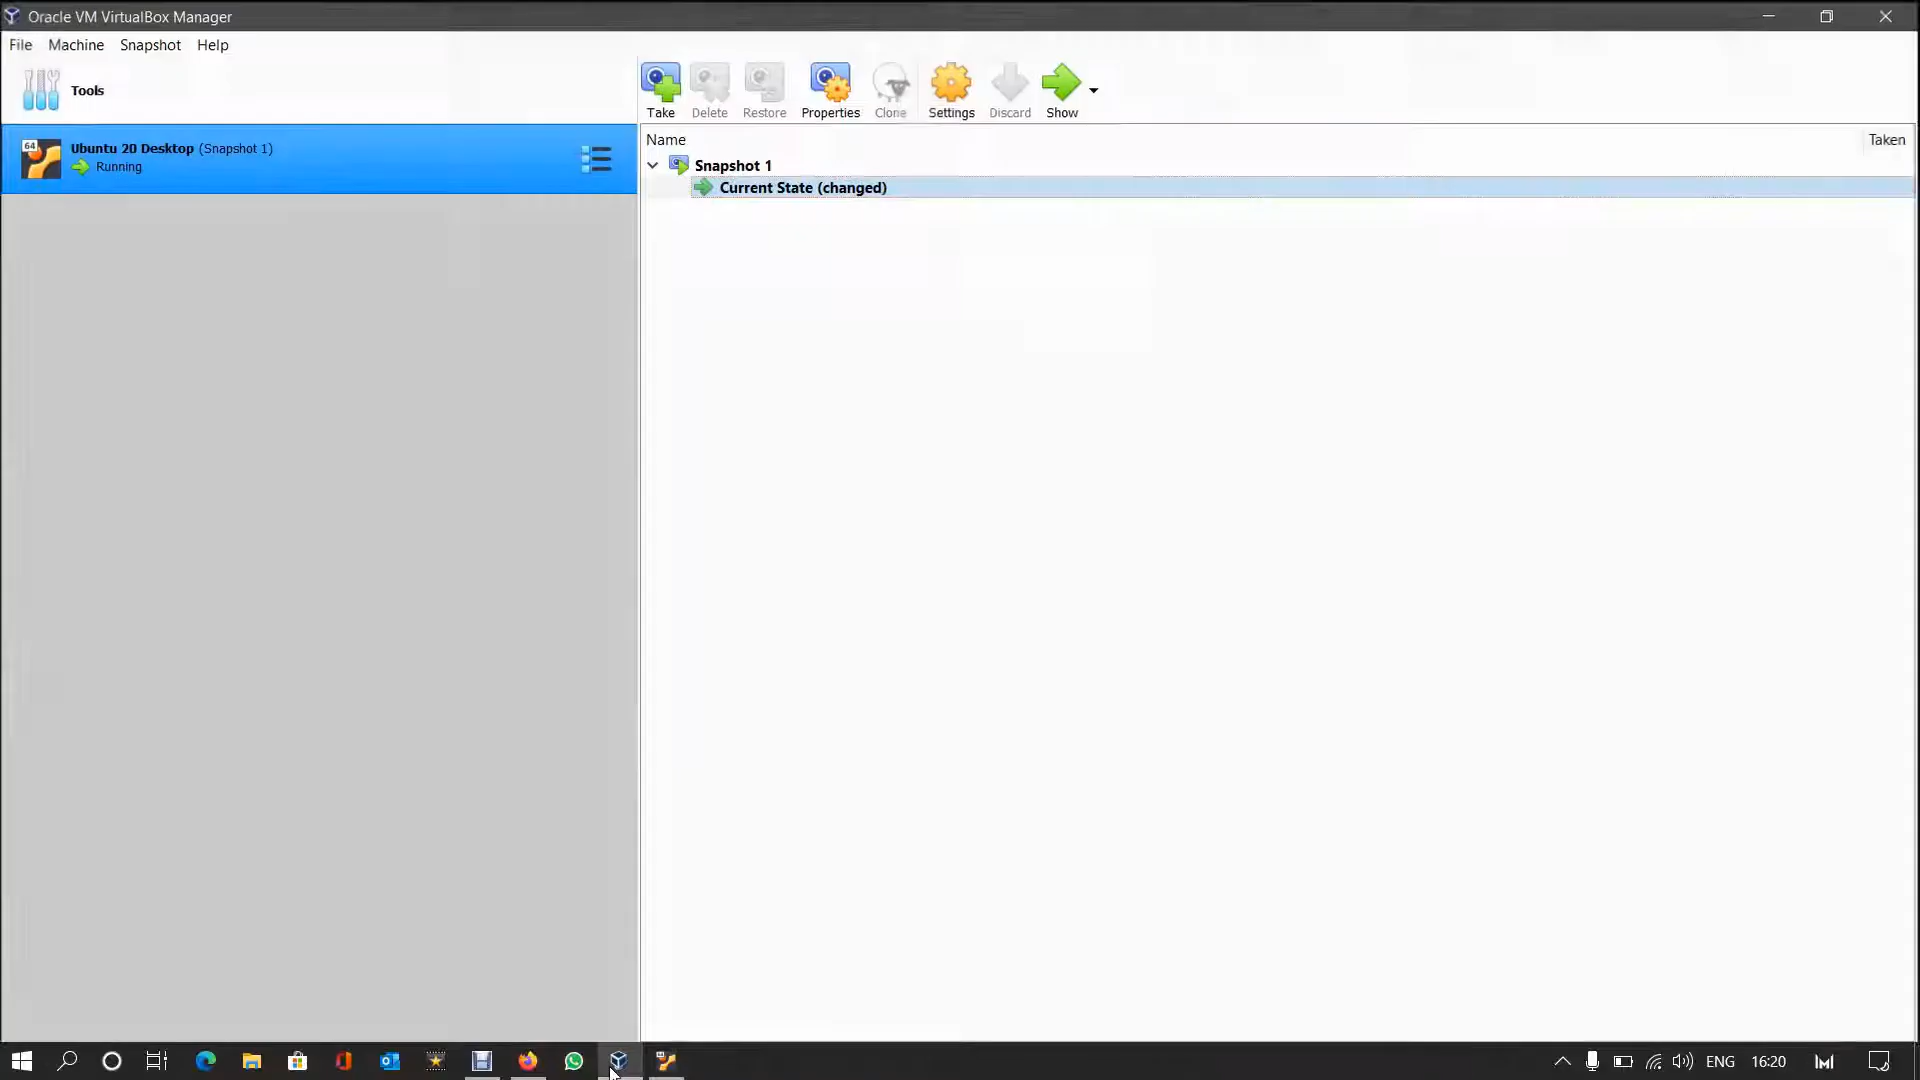 Oracle VM VirtualBox Manager
File Machine Snapshot Help
Tools
Take Delete Restore Properties Clone Settings Discard Show
64 Ubuntu 20 Desktop (Snapshot 1)
Running
Name Taken
Snapshot 1
Current State (changed)
ENG 16:20